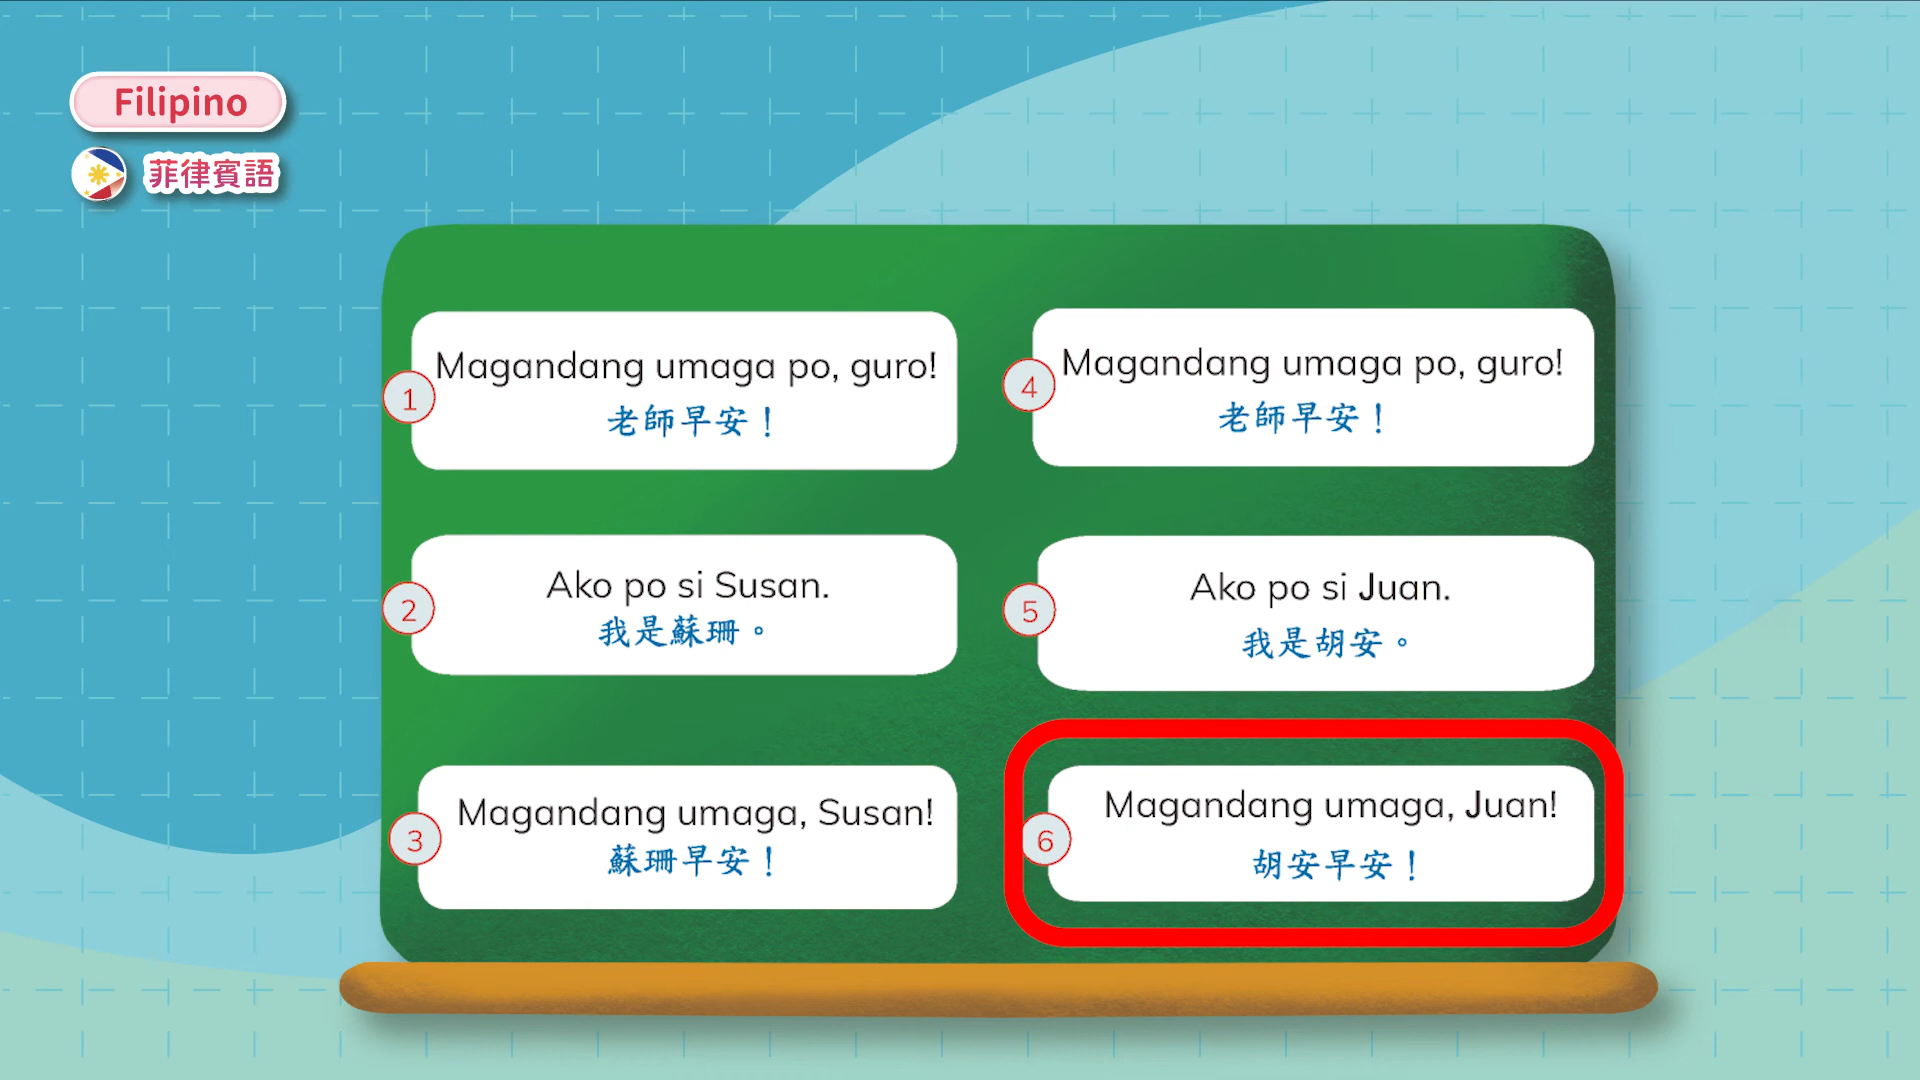 Filipino
菲律賓語
1
Magandang umaga po, guro!
老師早安！
2
Ako po si Susan.
我是蘇珊。
3
Magandang umaga, Susan!
蘇珊早安！
4
Magandang umaga po, guro!
老師早安！
5
Ako po si Juan.
我是胡安。
6
Magandang umaga, Juan!
胡安早安！